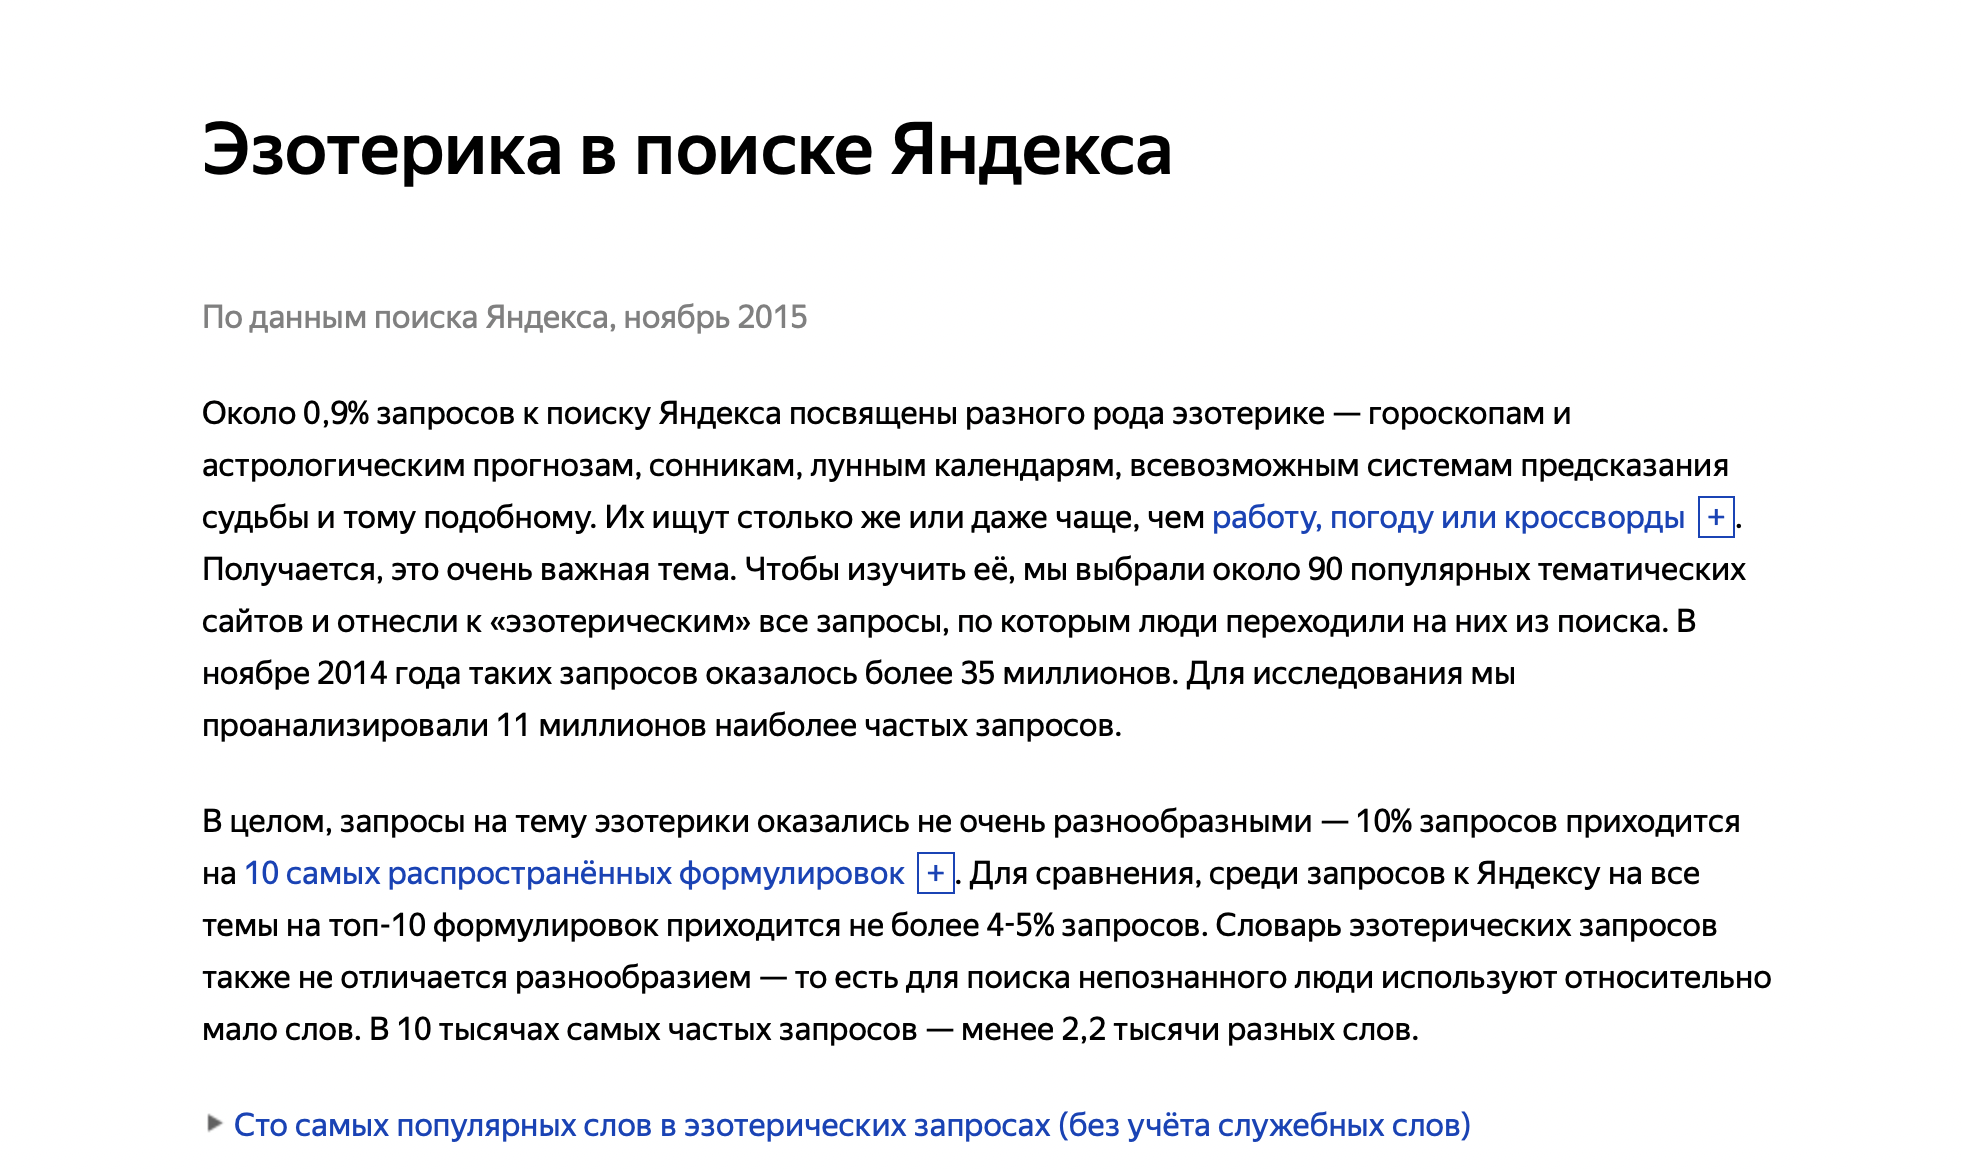 Эзотерика в поиске Яндекса
По данным поиска Яндекса, ноябрь 2015
Около 0,9% запросов к поиску Яндекса посвящены разного рода эзотерике — гороскопам и
астрологическим прогнозам, сонникам, лунным календарям, всевозможным системам предсказания
судьбы и тому подобному. Их ищут столько же или даже чаще, чем работу, погоду или кроссворды +.
Получается, это очень важная тема. Чтобы изучить её, мы выбрали около 90 популярных тематических
сайтов и отнесли к «эзотерическим» все запросы, по которым люди переходили на них из поиска. В
ноябре 2014 года таких запросов оказалось более 35 миллионов. Для исследования мы
проанализировали 11 миллионов наиболее частых запросов.
В целом, запросы на тему эзотерики оказались не очень разнообразными — 10% запросов приходится
на 10 самых распространённых формулировок +. Для сравнения, среди запросов к Яндексу на все
темы на топ-10 формулировок приходится не более 4-5% запросов. Словарь эзотерических запросов
также не отличается разнообразием — то есть для поиска непознанного люди используют относительно
мало слов. В 10 тысячах самых частых запросов — менее 2,2 тысячи разных слов.
Сто самых популярных слов в эзотерических запросах (без учёта служебных слов)